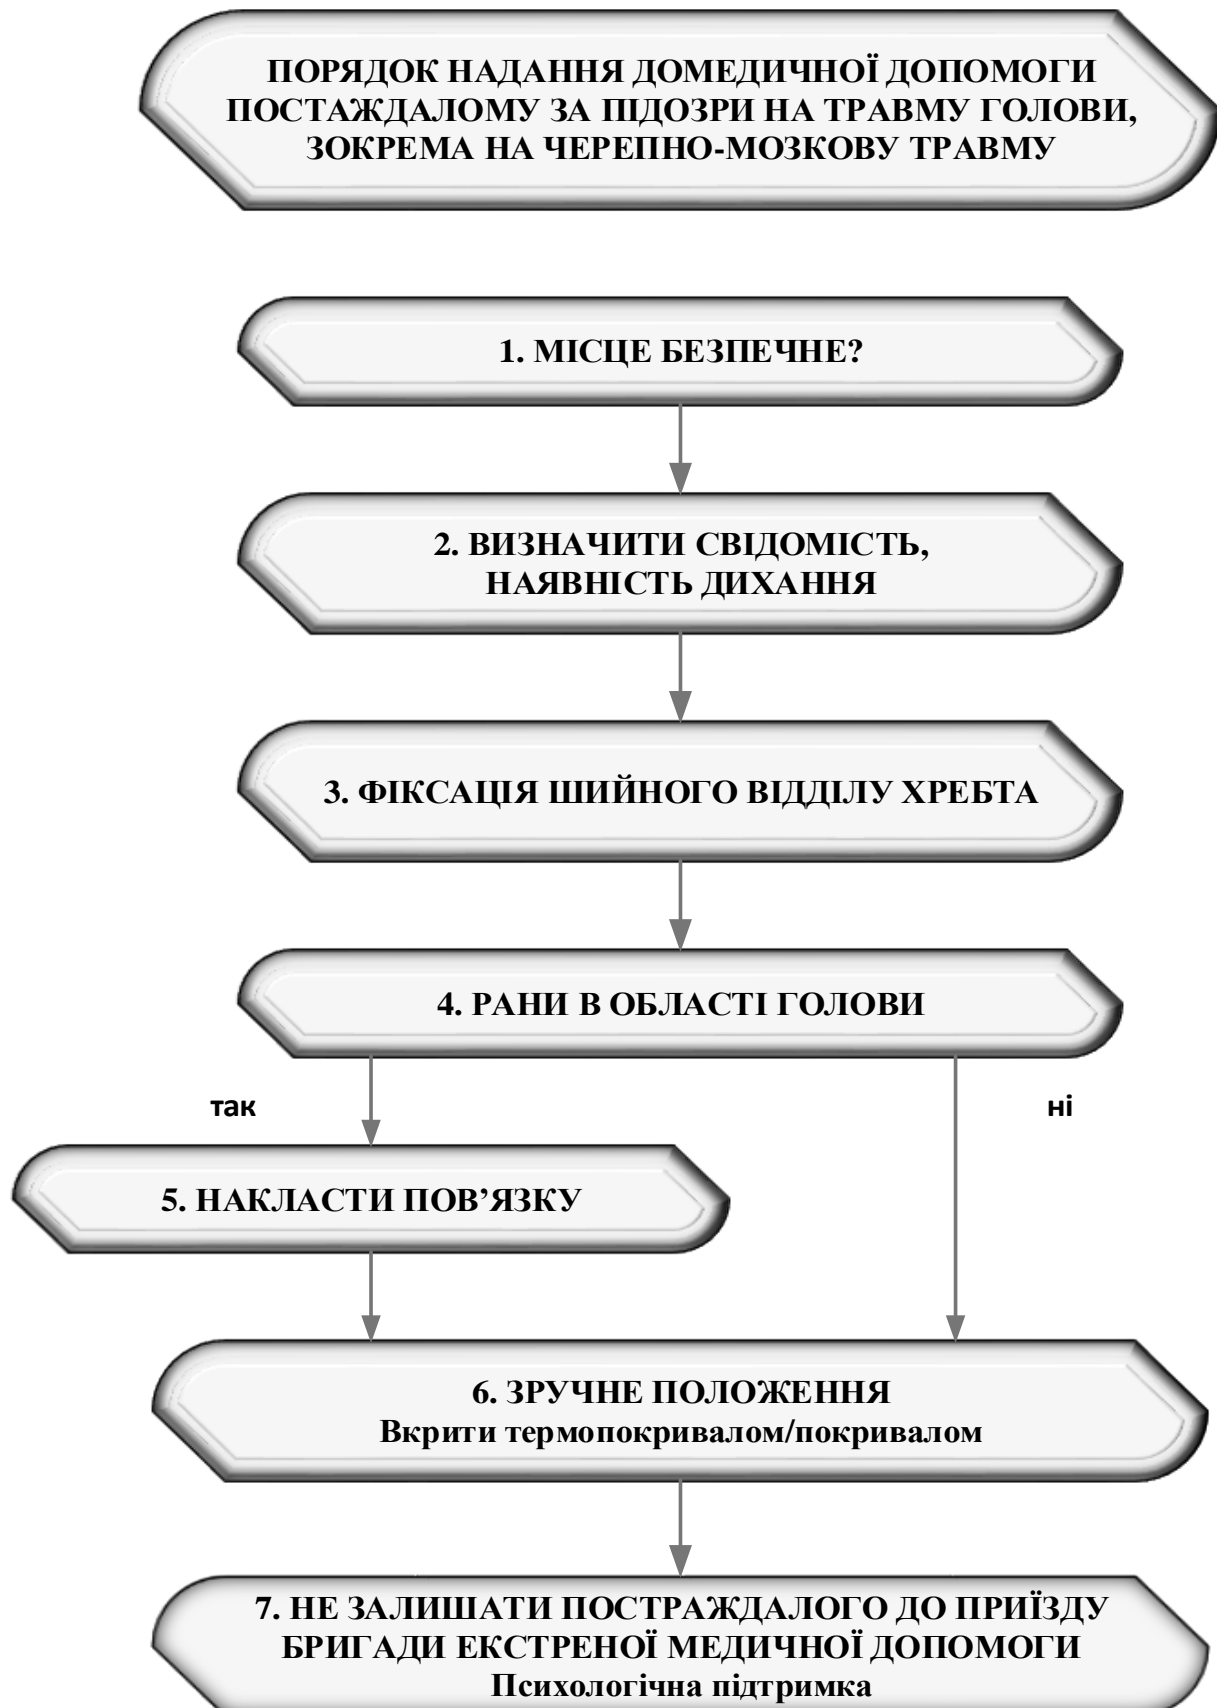 ПОРЯДОК НАДАННЯ ДОМЕДИЧНОЇ ДОПОМОГИ
ПОСТАЖДАЛОМУ ЗА ПІДОЗРИ НА ТРАВМУ ГОЛОВИ,
ЗОКРЕМА НА ЧЕРЕПНО-МОЗКОВУ ТРАВМУ
1. МІСЦЕ БЕЗПЕЧНЕ?
2. ВИЗНАЧИТИ СВІДОМІСТЬ,
НАЯВНІСТЬ ДИХАННЯ
3. ФІКСАЦІЯ ШИЙНОГО ВІДДІЛУ ХРЕБТА
4. РАНИ В ОБЛАСТІ ГОЛОВИ
так
ні
5. НАКЛАСТИ ПОВ’ЯЗКУ
6. ЗРУЧНЕ ПОЛОЖЕННЯ
Вкрити термопокривалом/покривалом
7. НЕ ЗАЛИШАТИ ПОСТРАЖДАЛОГО ДО ПРИЇЗДУ
БРИГАДИ ЕКСТРЕНОЇ МЕДИЧНОЇ ДОПОМОГИ
Психологічна підтримка